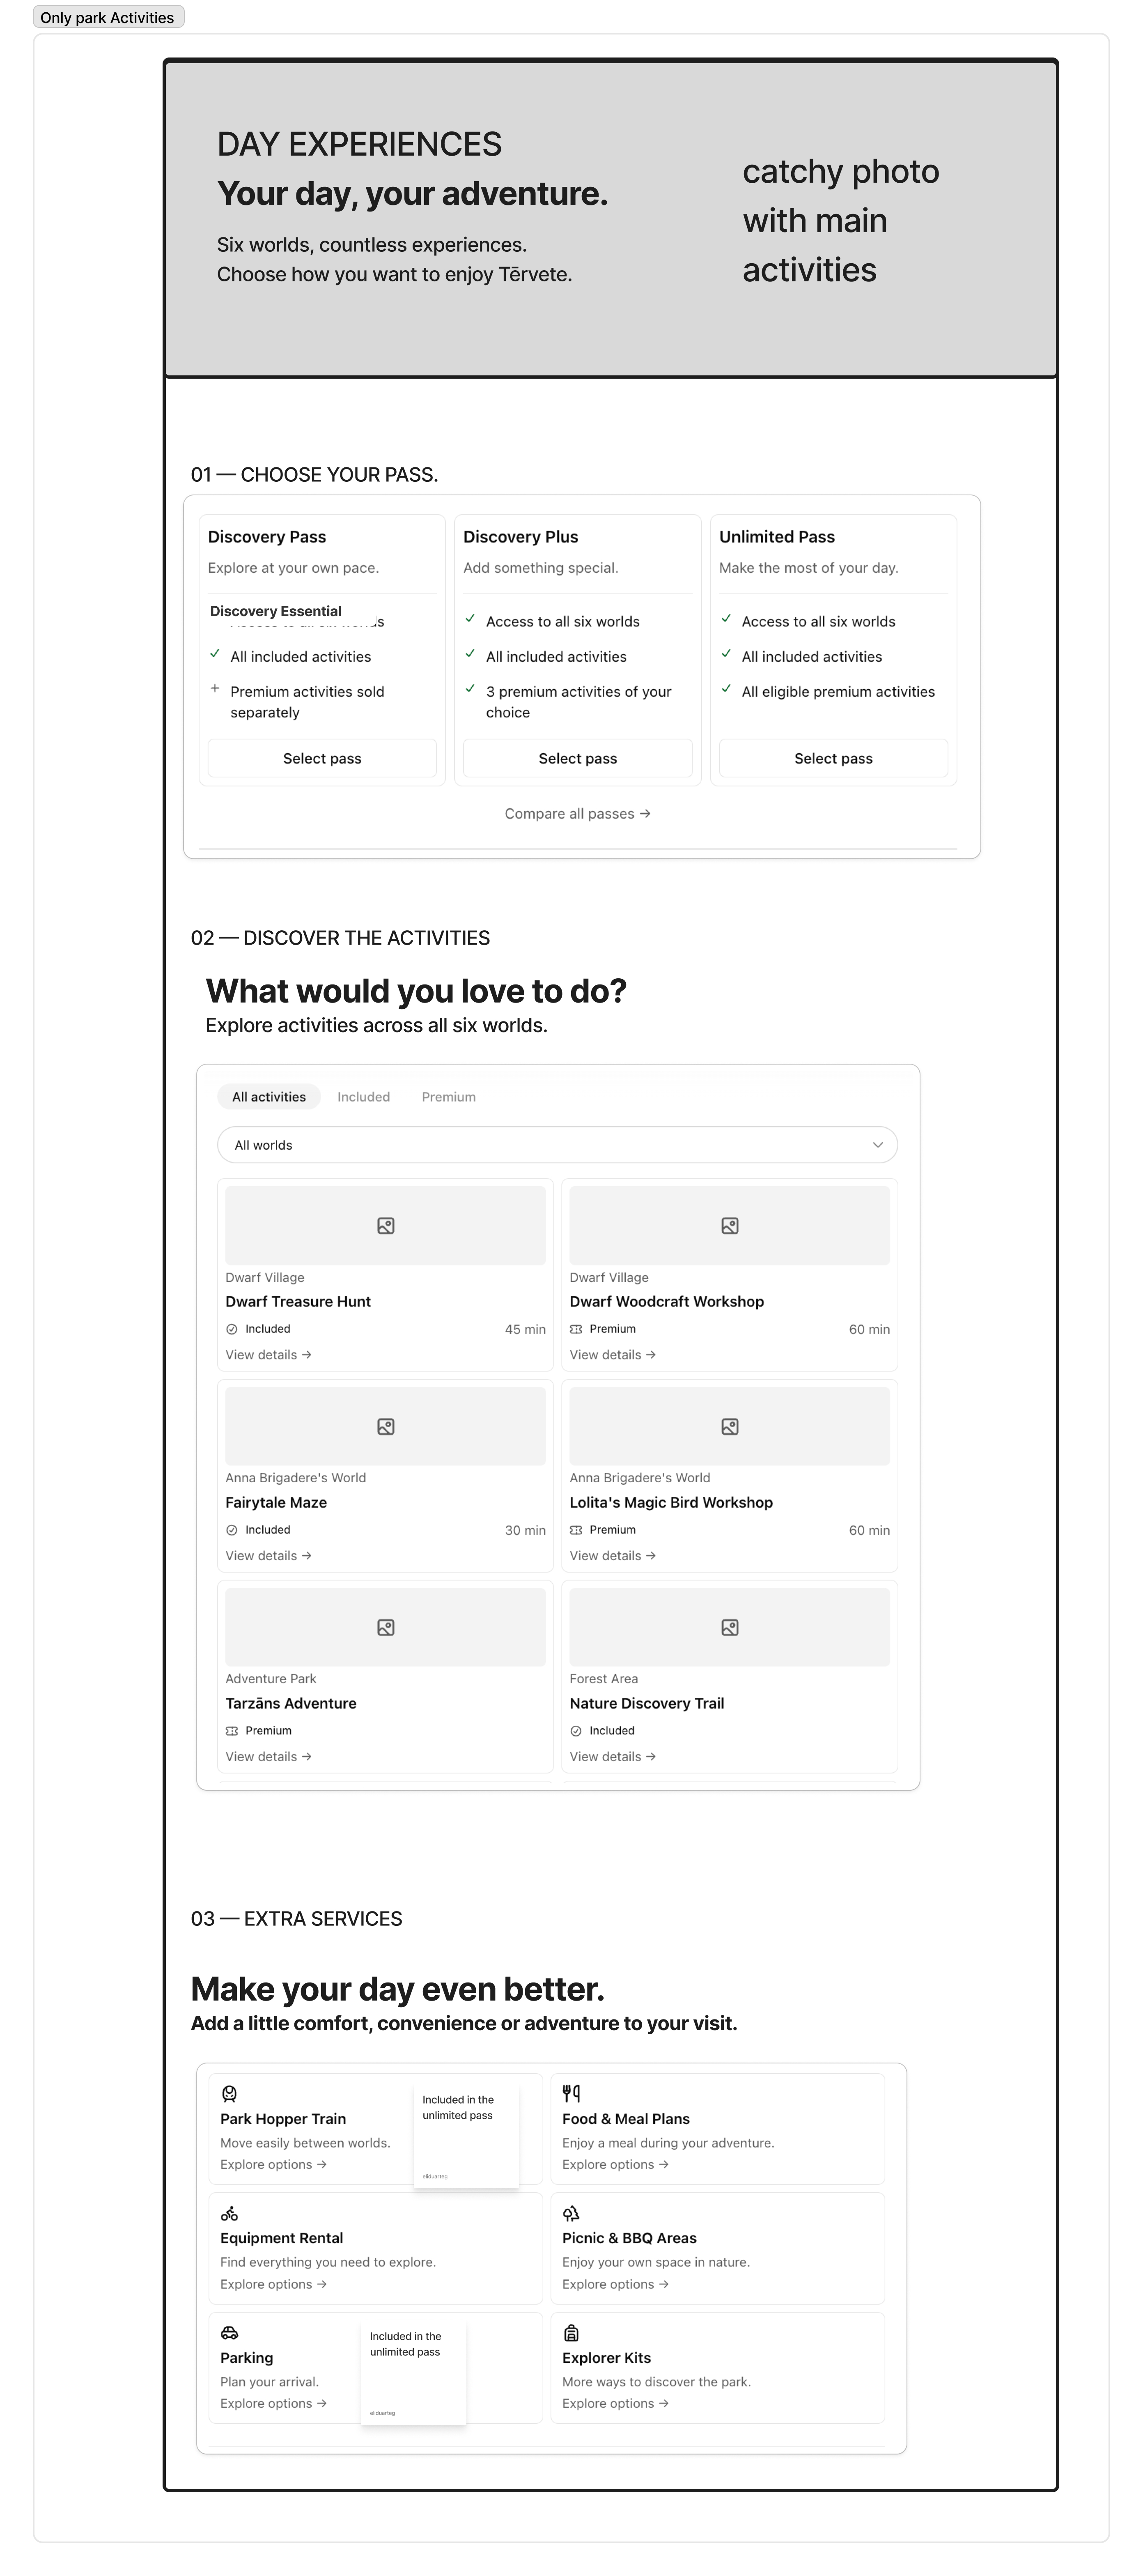 Only park Activities
DAY EXPERIENCES
Your day, your adventure.
Six worlds, countless experiences.
Choose how you want to enjoy Tērvete.
catchy photo
with main
activities
01 — CHOOSE YOUR PASS.
Discovery Pass
Explore at your own pace.
Discovery Essential
Access to all six worlds
All included activities
Premium activities sold
separately
Select pass
Discovery Plus
Add something special.
Access to all six worlds
All included activities
3 premium activities of your
choice
Select pass
Unlimited Pass
Make the most of your day.
Access to all six worlds
All included activities
All eligible premium activities
Select pass
Compare all passes →
02 — DISCOVER THE ACTIVITIES
What would you love to do?
Explore activities across all six worlds.
All activities Included Premium
All worlds
Dwarf Village
Dwarf Treasure Hunt
Included 45 min
View details →
Dwarf Village
Dwarf Woodcraft Workshop
Premium 60 min
View details →
Anna Brigadere's World
Fairytale Maze
Included 30 min
View details →
Anna Brigadere's World
Lolita's Magic Bird Workshop
Premium 60 min
View details →
Adventure Park
Tarzāns Adventure
Premium
View details →
Forest Area
Nature Discovery Trail
Included
View details →
03 — EXTRA SERVICES
Make your day even better.
Add a little comfort, convenience or adventure to your visit.
Park Hopper Train
Move easily between worlds.
Explore options →
Included in the
unlimited pass
eliduarteg
Food & Meal Plans
Enjoy a meal during your adventure.
Explore options →
Equipment Rental
Find everything you need to explore.
Explore options →
Picnic & BBQ Areas
Enjoy your own space in nature.
Explore options →
Parking
Plan your arrival.
Explore options →
Included in the
unlimited pass
eliduarteg
Explorer Kits
More ways to discover the park.
Explore options →